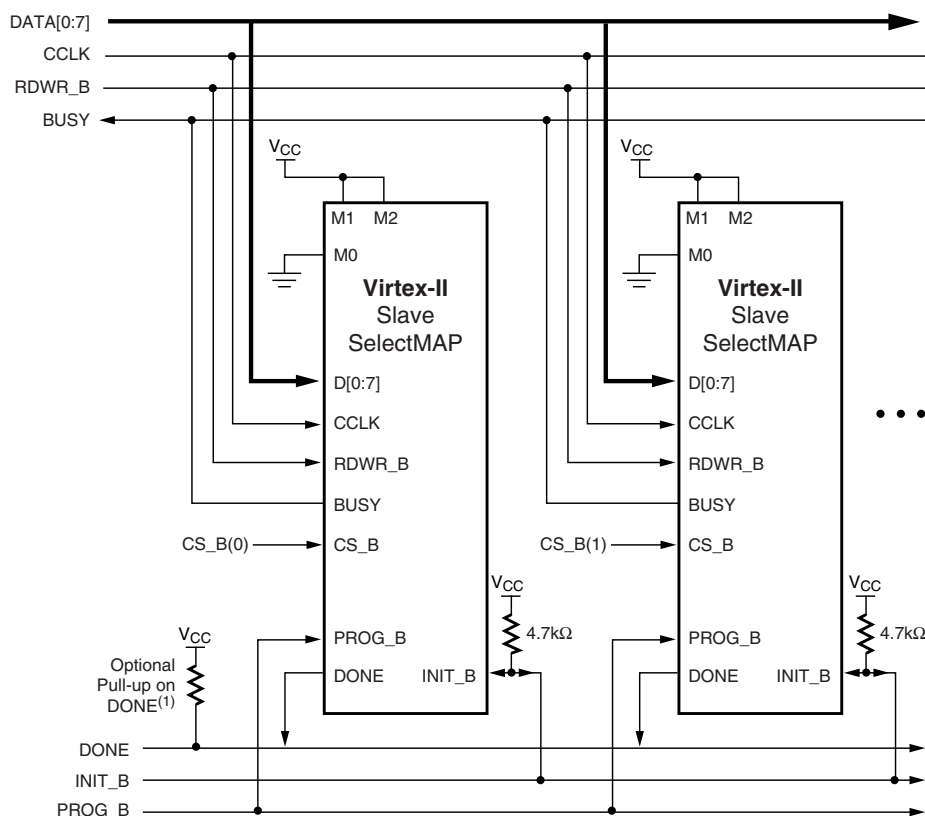 DATA[0:7]
CCLK
RDWR_B
BUSY
VCC
VCC
M1 M2
M1 M2
M0
M0
Virtex-II
Slave
SelectMAP
Virtex-II
Slave
SelectMAP
D[0:7]
D[0:7]
CCLK
CCLK
RDWR_B
RDWR_B
BUSY
BUSY
CS_B(0)
CS_B
CS_B(1)
CS_B
VCC
4.7kΩ
VCC
4.7kΩ
PROG_B
PROG_B
DONE INIT_B
DONE INIT_B
VCC
Optional
Pull-up on
DONE(1)
DONE
INIT_B
PROG_B